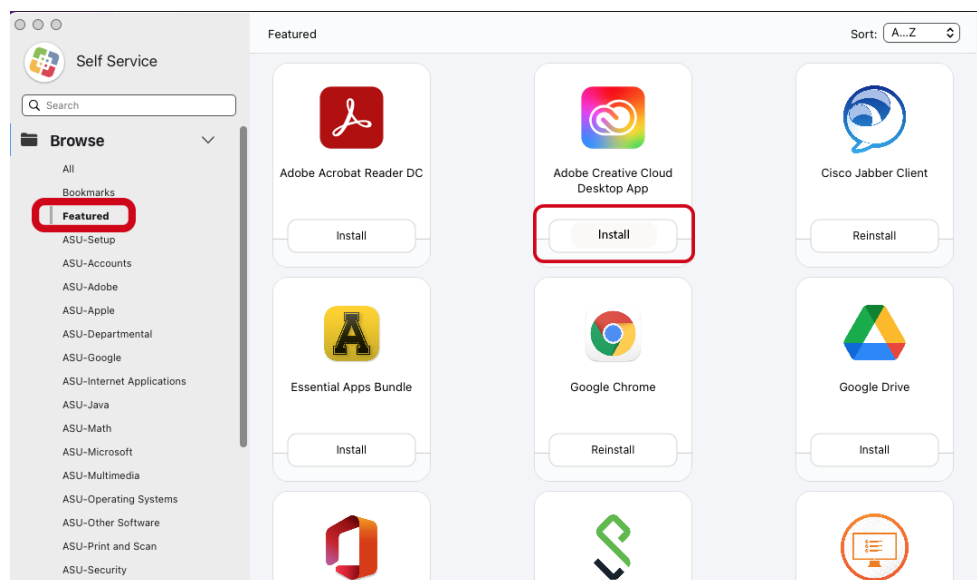 Self Service
Search
Browse
All
Bookmarks
Featured
ASU-Setup
ASU-Accounts
ASU-Adobe
ASU-Apple
ASU-Departmental
ASU-Google
ASU-Internet Applications
ASU-Java
ASU-Math
ASU-Microsoft
ASU-Multimedia
ASU-Operating Systems
ASU-Other Software
ASU-Print and Scan
ASU-Security
Featured
Sort: A...Z
Adobe Acrobat Reader DC
Install
Adobe Creative Cloud
Desktop App
Install
Cisco Jabber Client
Reinstall
A
Essential Apps Bundle
Install
Google Chrome
Reinstall
Google Drive
Install